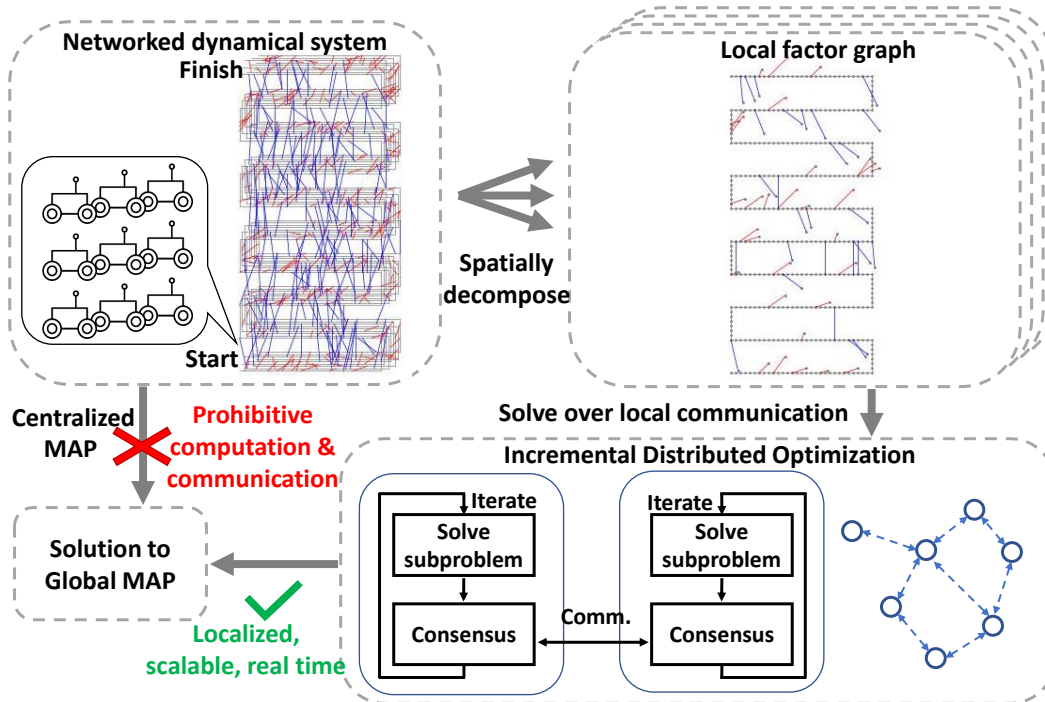 Networked dynamical system
Finish
Start
Spatially
decompose
Local factor graph
Centralized
MAP
Prohibitive
computation &
communication
Solve over local communication
Incremental Distributed Optimization
Iterate
Solve
subproblem
Consensus
Comm.
Iterate
Solve
subproblem
Consensus
Solution to
Global MAP
Localized,
scalable, real time